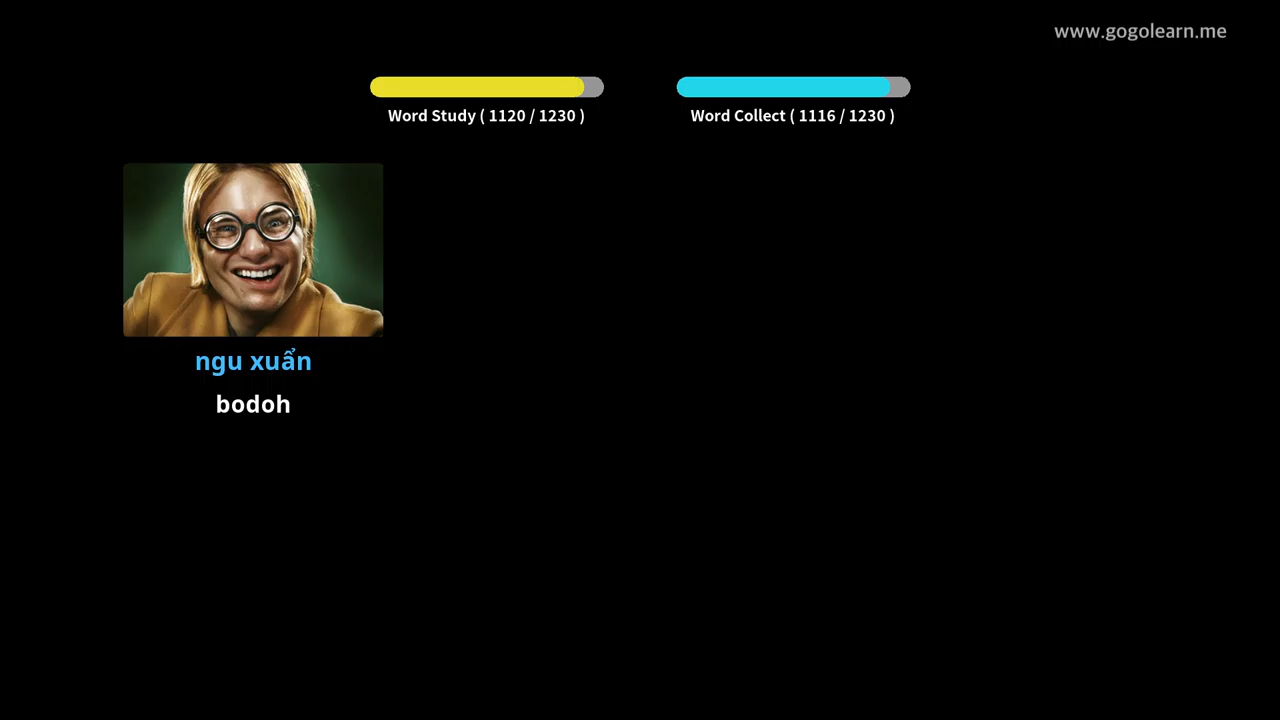 www.gogolearn.me
Word Study ( 1120 / 1230 )
Word Collect ( 1116 / 1230 )
ngu xuẩn
bodoh